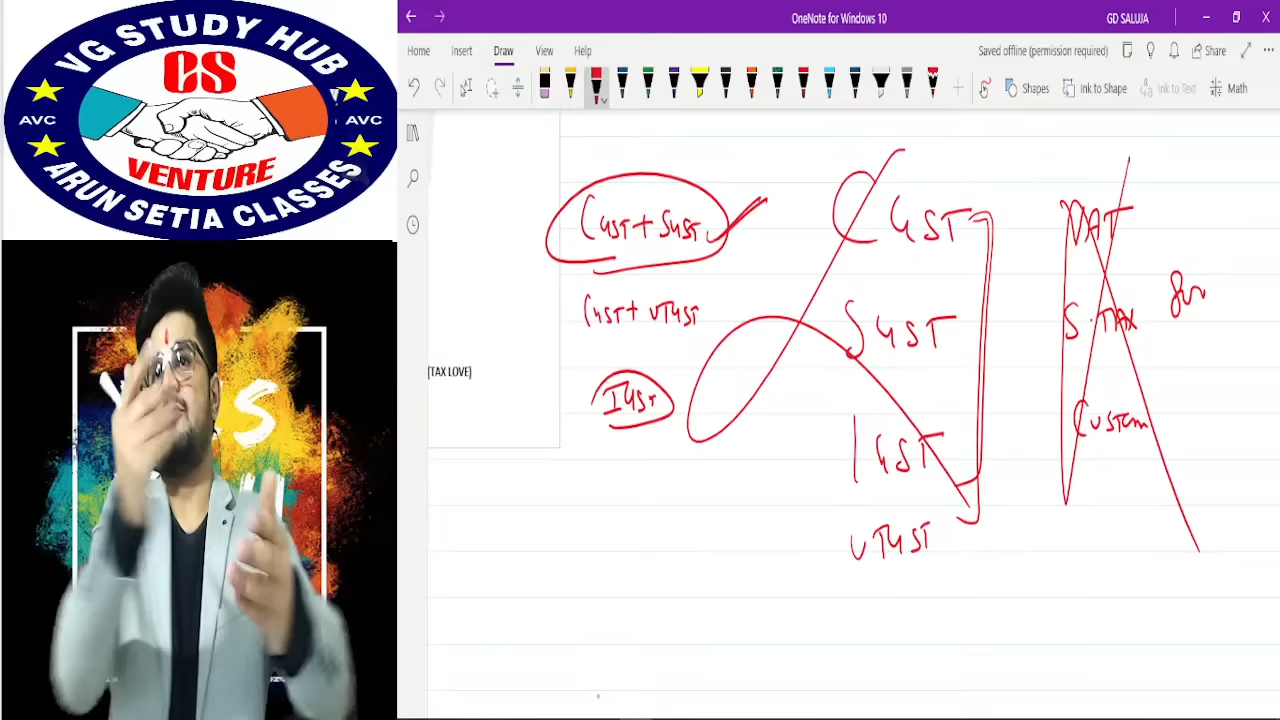 VG STUDY HUB
CS
AVC
AVC
VENTURE
ARUN SETIA CLASSES
S
OneNote for Windows 10
GD SALUJA
Home
Insert
Draw
View
Help
Saved offline (permission required)
Share
Shapes
Ink to Shape
Ink to Text
Math
(TAX LOVE)
CGST + SGST
CGST + UTGST
IGST
CGST
SGST
IGST
UTGST
VAT
S. TAX
Custom